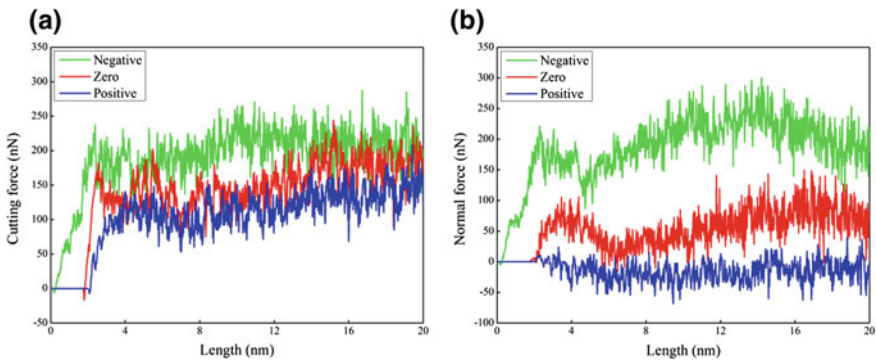 (a)
350
300
250
200
150
100
50
0
-50
Cutting force (nN)
Negative
Zero
Positive
0 4 8 12 16 20
Length (nm)
(b)
400
350
300
250
200
150
100
50
0
-50
-100
Normal force (nN)
Negative
Zero
Positive
0 4 8 12 16 20
Length (nm)